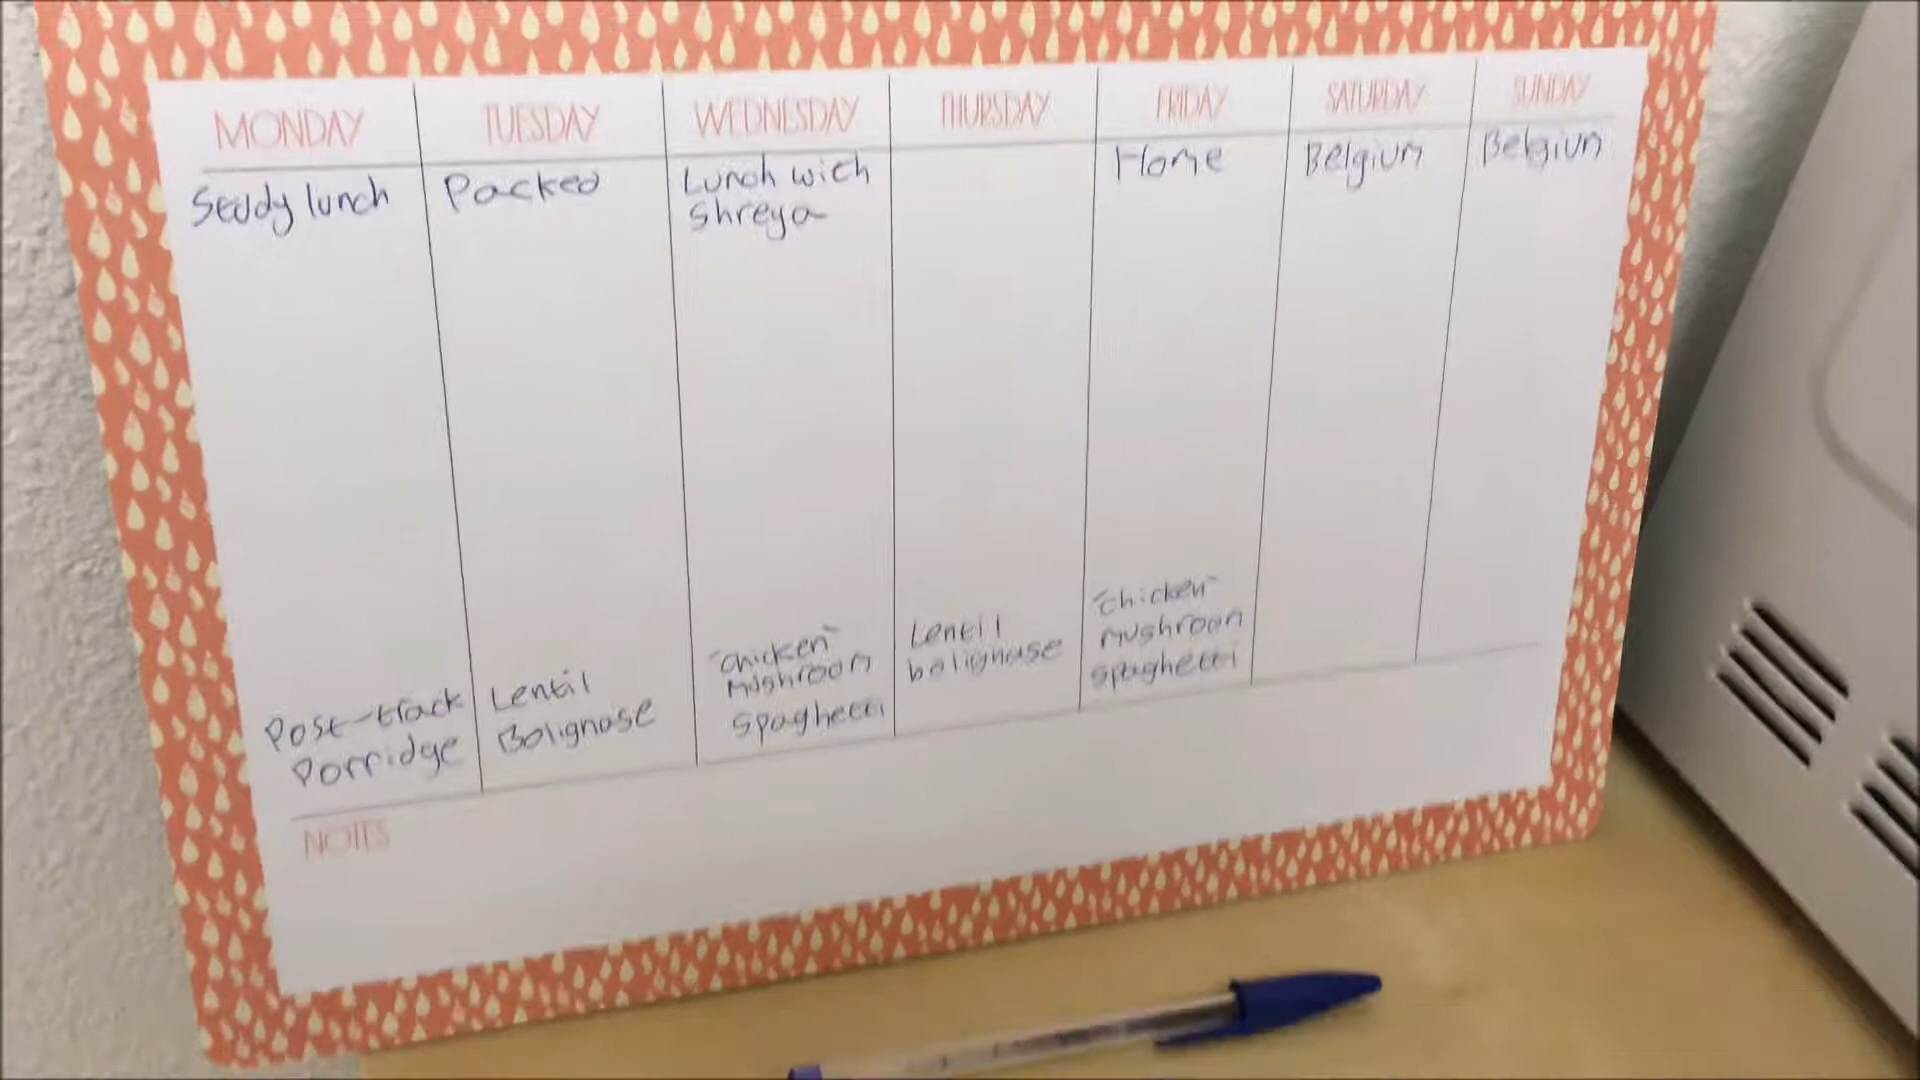 MONDAY
TUESDAY
WEDNESDAY
THURSDAY
FRIDAY
SATURDAY
SUNDAY
Seddy lunch
Packed
Lunch with
Shreya
Home
Belgium
Belgium
Post-track
Porridge
Lentil
Bolignase
"chicken"
mushroom
spaghetti
Lentil
bolignase
"chicken"
mushroom
spaghetti
NOTES